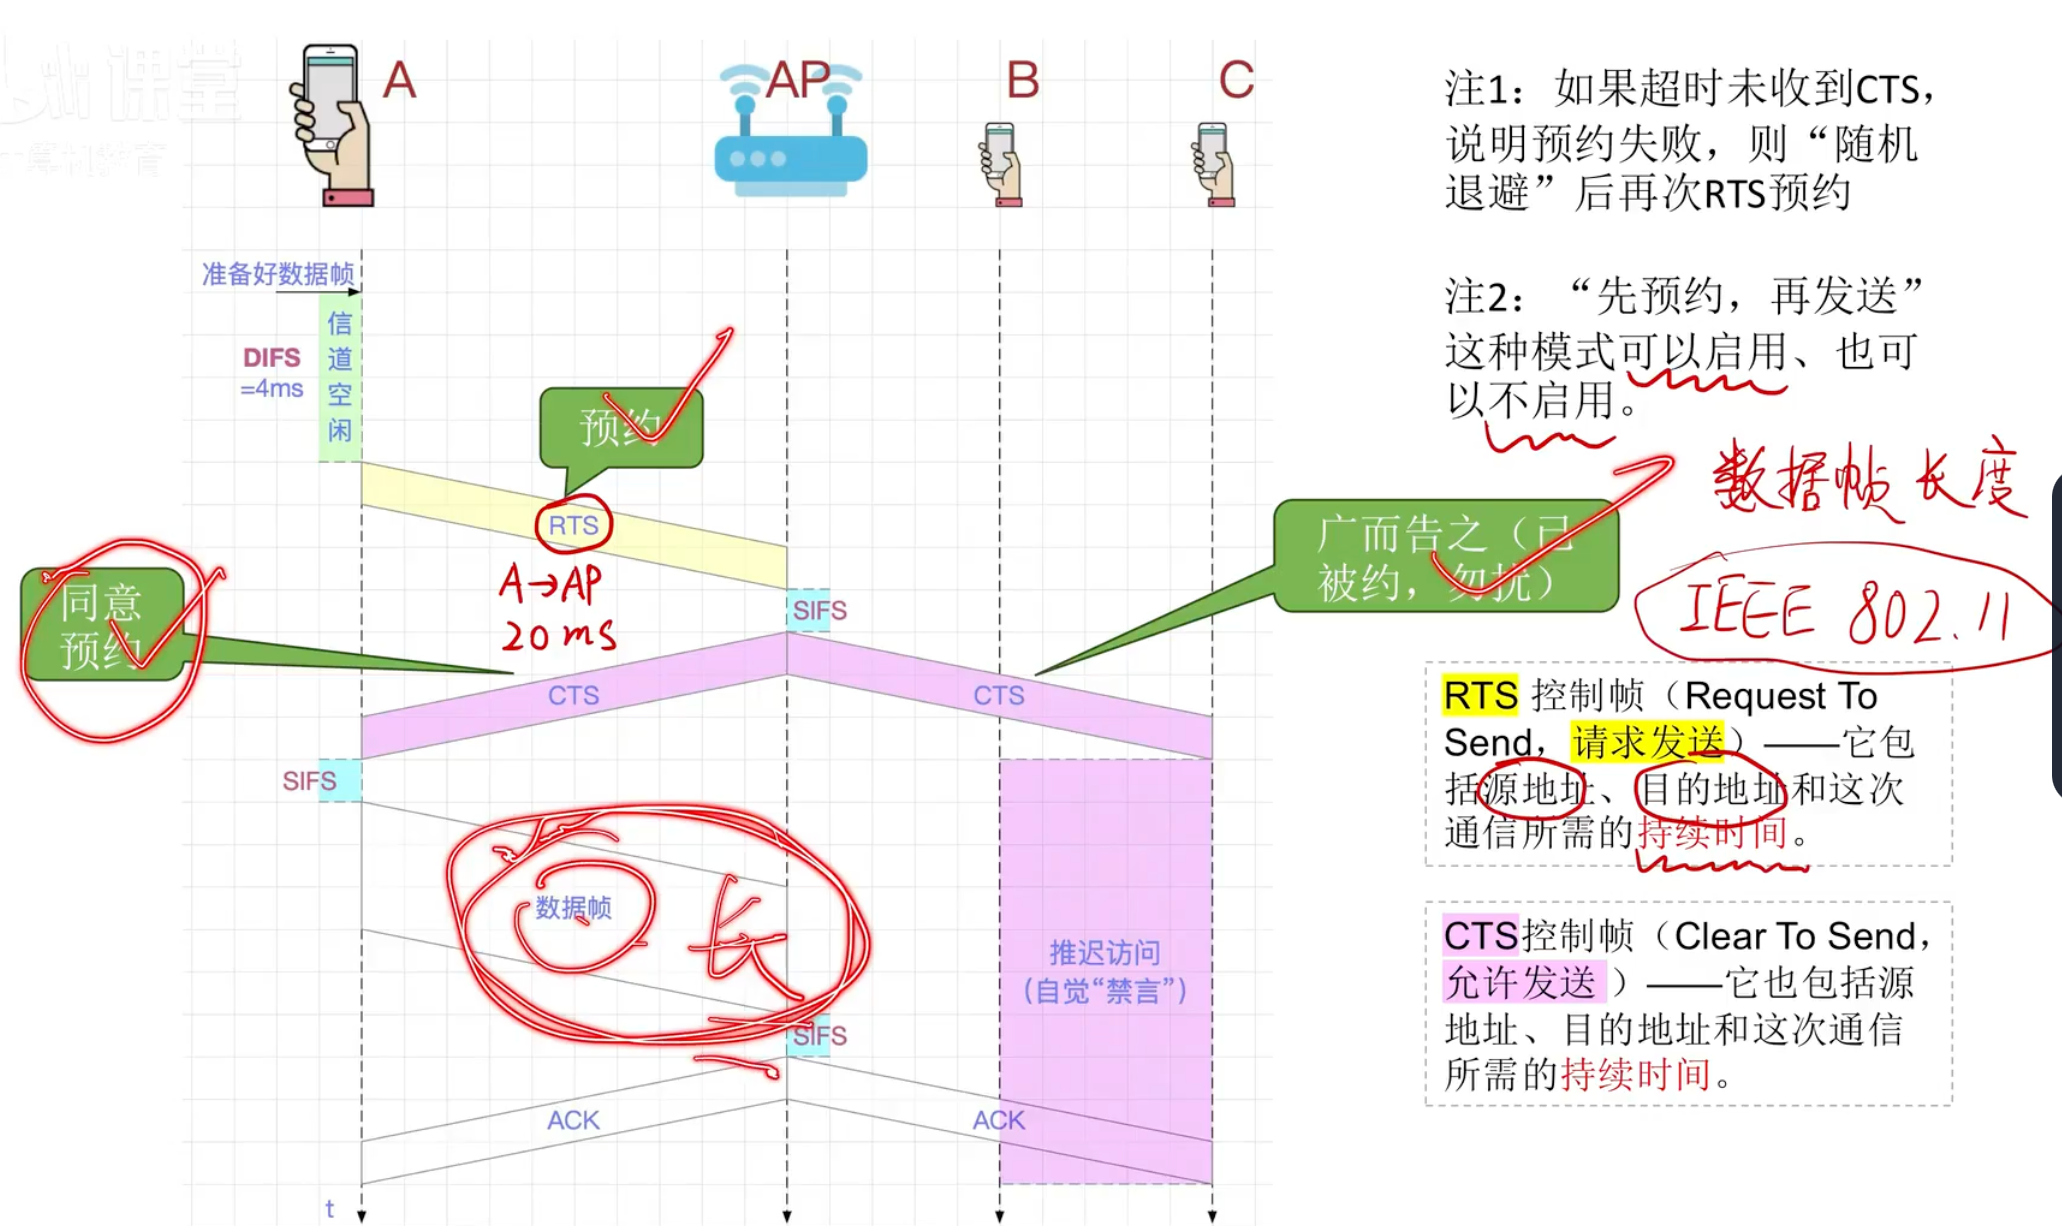 课堂
计算机教育
A
AP
B
C
准备好数据帧
信
道
空
闲
DIFS
=4ms
预约
RTS
A→AP
20ms
同意
预约
SIFS
广而告之（已
被约，勿扰）
CTS
CTS
SIFS
数据帧
长
推迟访问
（自觉“禁言”）
SIFS
ACK
ACK
t
注1：如果超时未收到CTS，
说明预约失败，则“随机
退避”后再次RTS预约
注2：“先预约，再发送”
这种模式可以启用、也可
以不启用。
数据帧长度
IEEE 802.11
RTS 控制帧（Request To
Send，请求发送）——它包
括源地址、目的地址和这次
通信所需的持续时间。
CTS控制帧（Clear To Send，
允许发送）——它也包括源
地址、目的地址和这次通信
所需的持续时间。